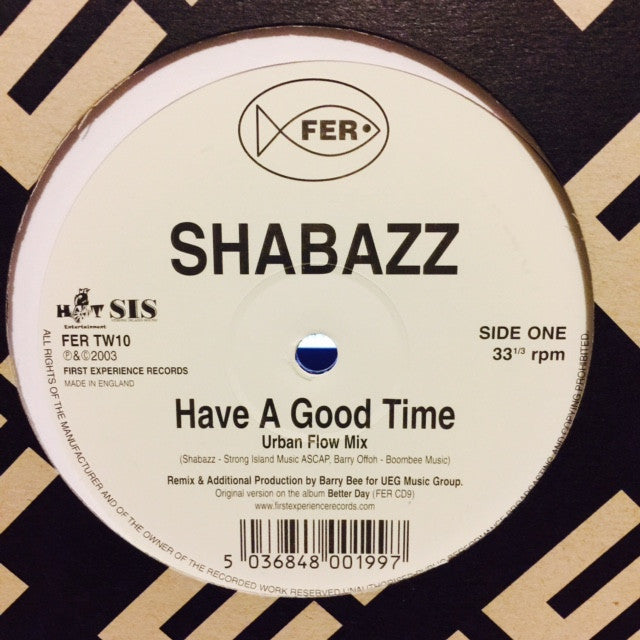 FER
SHABAZZ
HOT SIS
Entertainment
FER TW10
℗&©2003
FIRST EXPERIENCE RECORDS
MADE IN ENGLAND
SIDE ONE
33 1/3 rpm
Have A Good Time
Urban Flow Mix
(Shabazz - Strong Island Music ASCAP, Barry Offoh - Boombee Music)
Remix & Additional Production by Barry Bee for UEG Music Group.
Original version on the album Better Day (FER CD9)
www.firstexperiencerecords.com
5 036848 001997
ALL RIGHTS OF THE MANUFACTURER AND OF THE OWNER OF THE RECORDED WORK RESERVED PROHIBITED